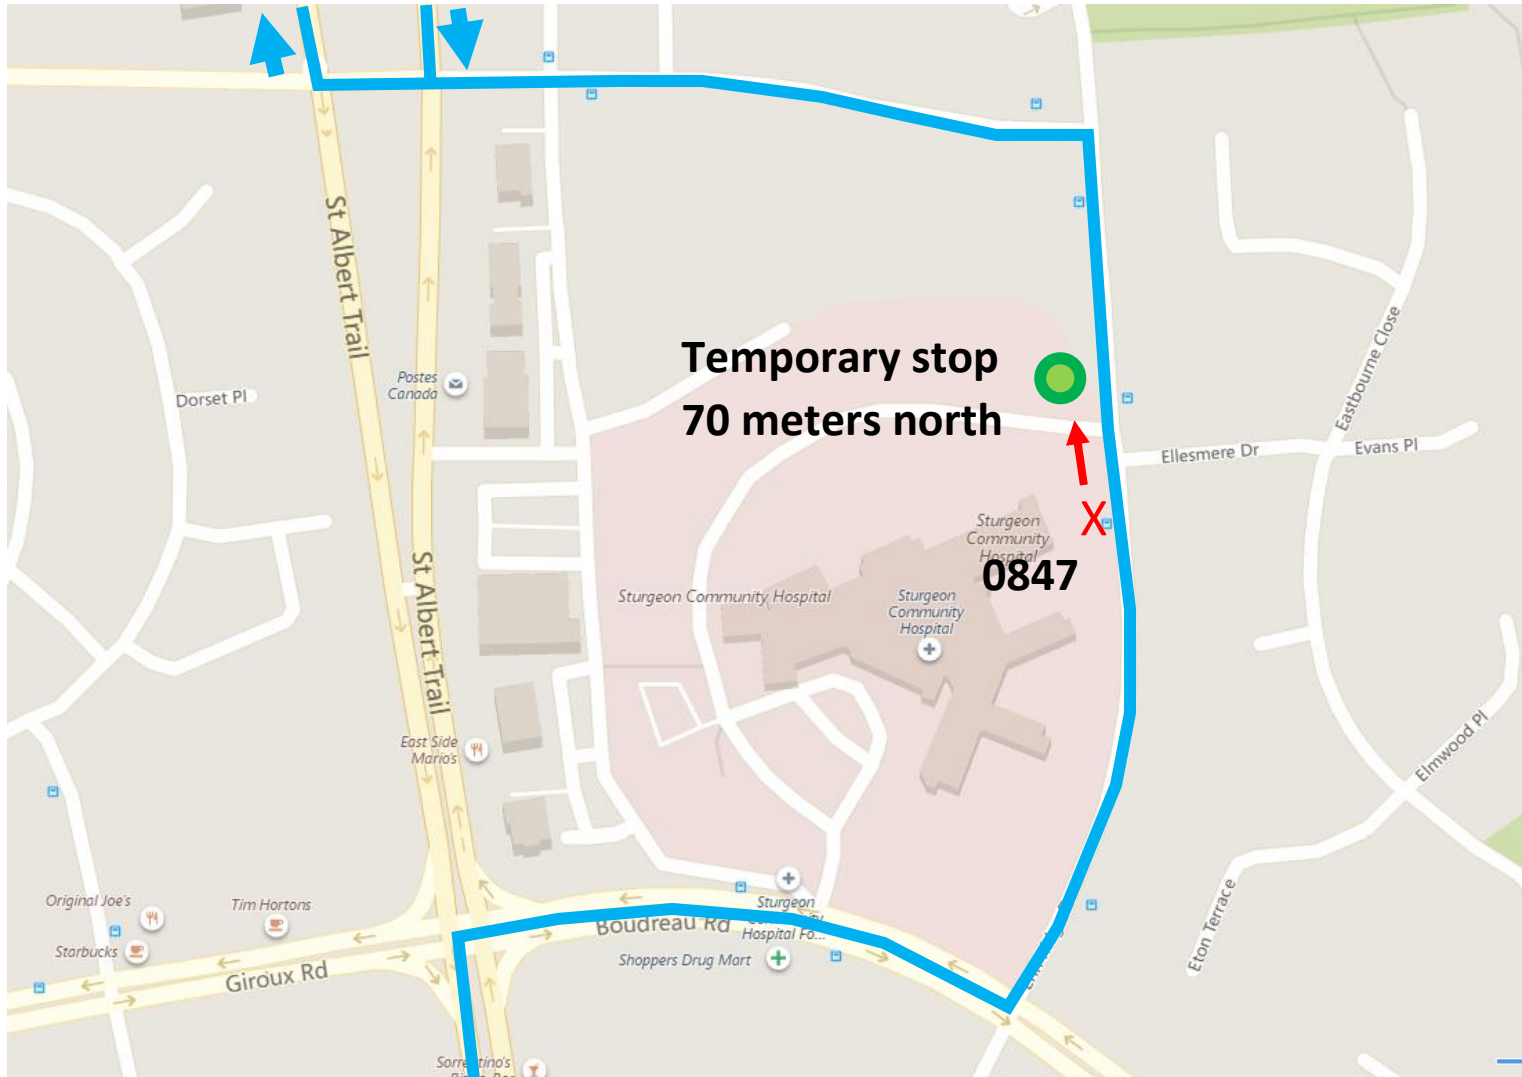 St Albert Trail
Temporary stop
70 meters north
Postes
Canada
Dorset Pl
Eastbourne Close
Ellesmere Dr
Evans Pl
X
Sturgeon
Community
Hospital
0847
St Albert Trail
Sturgeon Community Hospital
Sturgeon
Community
Hospital
East Side
Mario's
Elmwood Pl
Original Joe's
Tim Hortons
Sturgeon
Hospital Fo...
Boudreau Rd
Eton Terrace
Starbucks
Shoppers Drug Mart
Giroux Rd